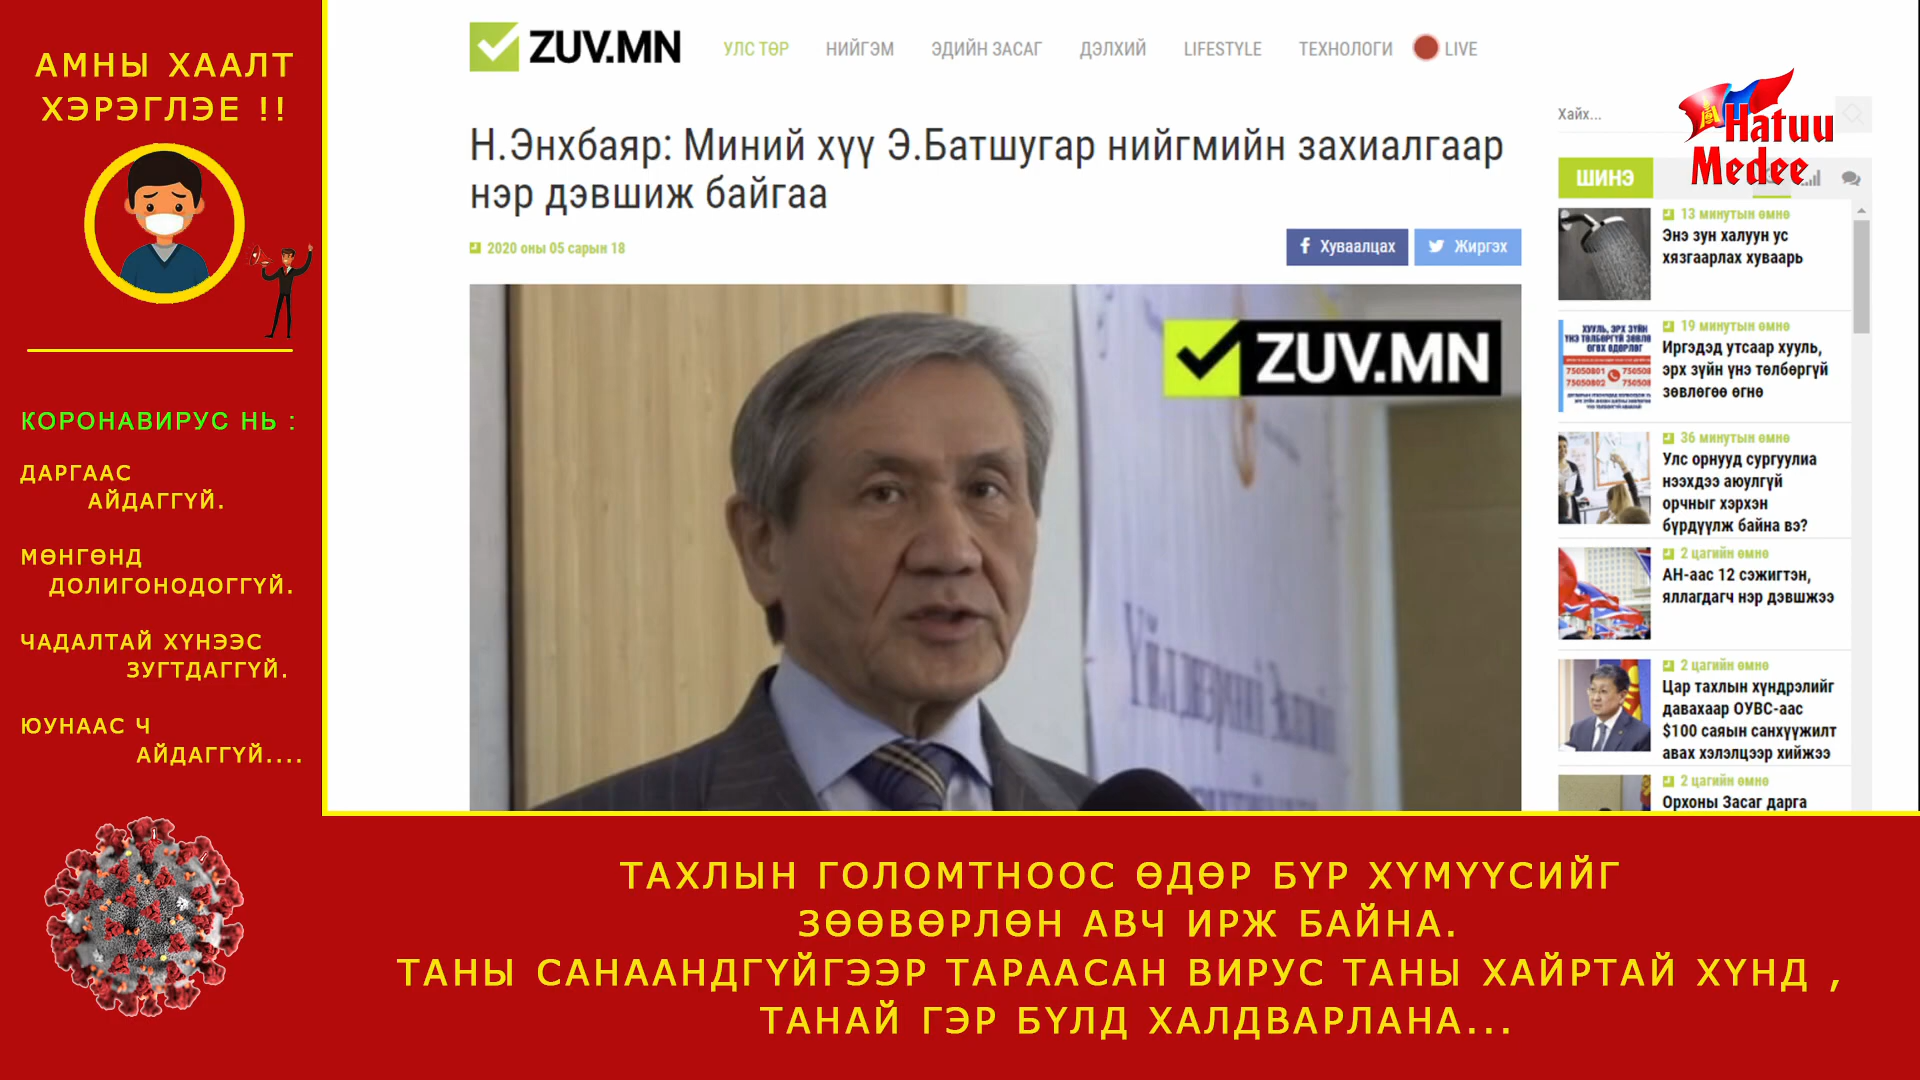 АМНЫ ХААЛТ
ХЭРЭГЛЭЕ !!
КОРОНАВИРУС НЬ :
ДАРГААС
АЙДАГГҮЙ.
МӨНГӨНД
ДОЛИГОНОДОГГҮЙ.
ЧАДАЛТАЙ ХҮНЭЭС
ЗУГТДАГГҮЙ.
ЮУНААС Ч
АЙДАГГҮЙ....
ZUV.MN
УЛС ТӨР НИЙГЭМ ЭДИЙН ЗАСАГ ДЭЛХИЙ LIFESTYLE ТЕХНОЛОГИ LIVE
Н.Энхбаяр: Миний хүү Э.Батшугар нийгмийн захиалгаар
нэр дэвшиж байгаа
2020 оны 05 сарын 18
Хуваалцах
Жиргэх
ZUV.MN
Хайх...
Hatuu
Medee
ШИНЭ
13 минутын өмнө
Энэ зун халуун ус
хязгаарлах хуваарь
ХУУЛЬ, ЭРХ ЗҮЙН
75050801
75050802
19 минутын өмнө
Иргэдэд утсаар хууль,
эрх зүйн үнэ төлбөргүй
зөвлөгөө өгнө
36 минутын өмнө
Улс орнууд сургуулиа
нээхдээ аюулгүй
орчныг хэрхэн
бүрдүүлж байна вэ?
2 цагийн өмнө
АН-аас 12 сэжигтэн,
яллагдагч нэр дэвшжээ
2 цагийн өмнө
Цар тахлын хүндрэлийг
давахаар ОУВС-аас
$100 саяын санхүүжилт
авах хэлэлцээр хийжээ
2 цагийн өмнө
Орхоны Засаг дарга
ТАХЛЫН ГОЛОМТНООС ӨДӨР БҮР ХҮМҮҮСИЙГ
ЗӨӨВӨРЛӨН АВЧ ИРЖ БАЙНА.
ТАНЫ САНААНДГҮЙГЭЭР ТАРААСАН ВИРУС ТАНЫ ХАЙРТАЙ ХҮНД ,
ТАНАЙ ГЭР БҮЛД ХАЛДВАРЛАНА...